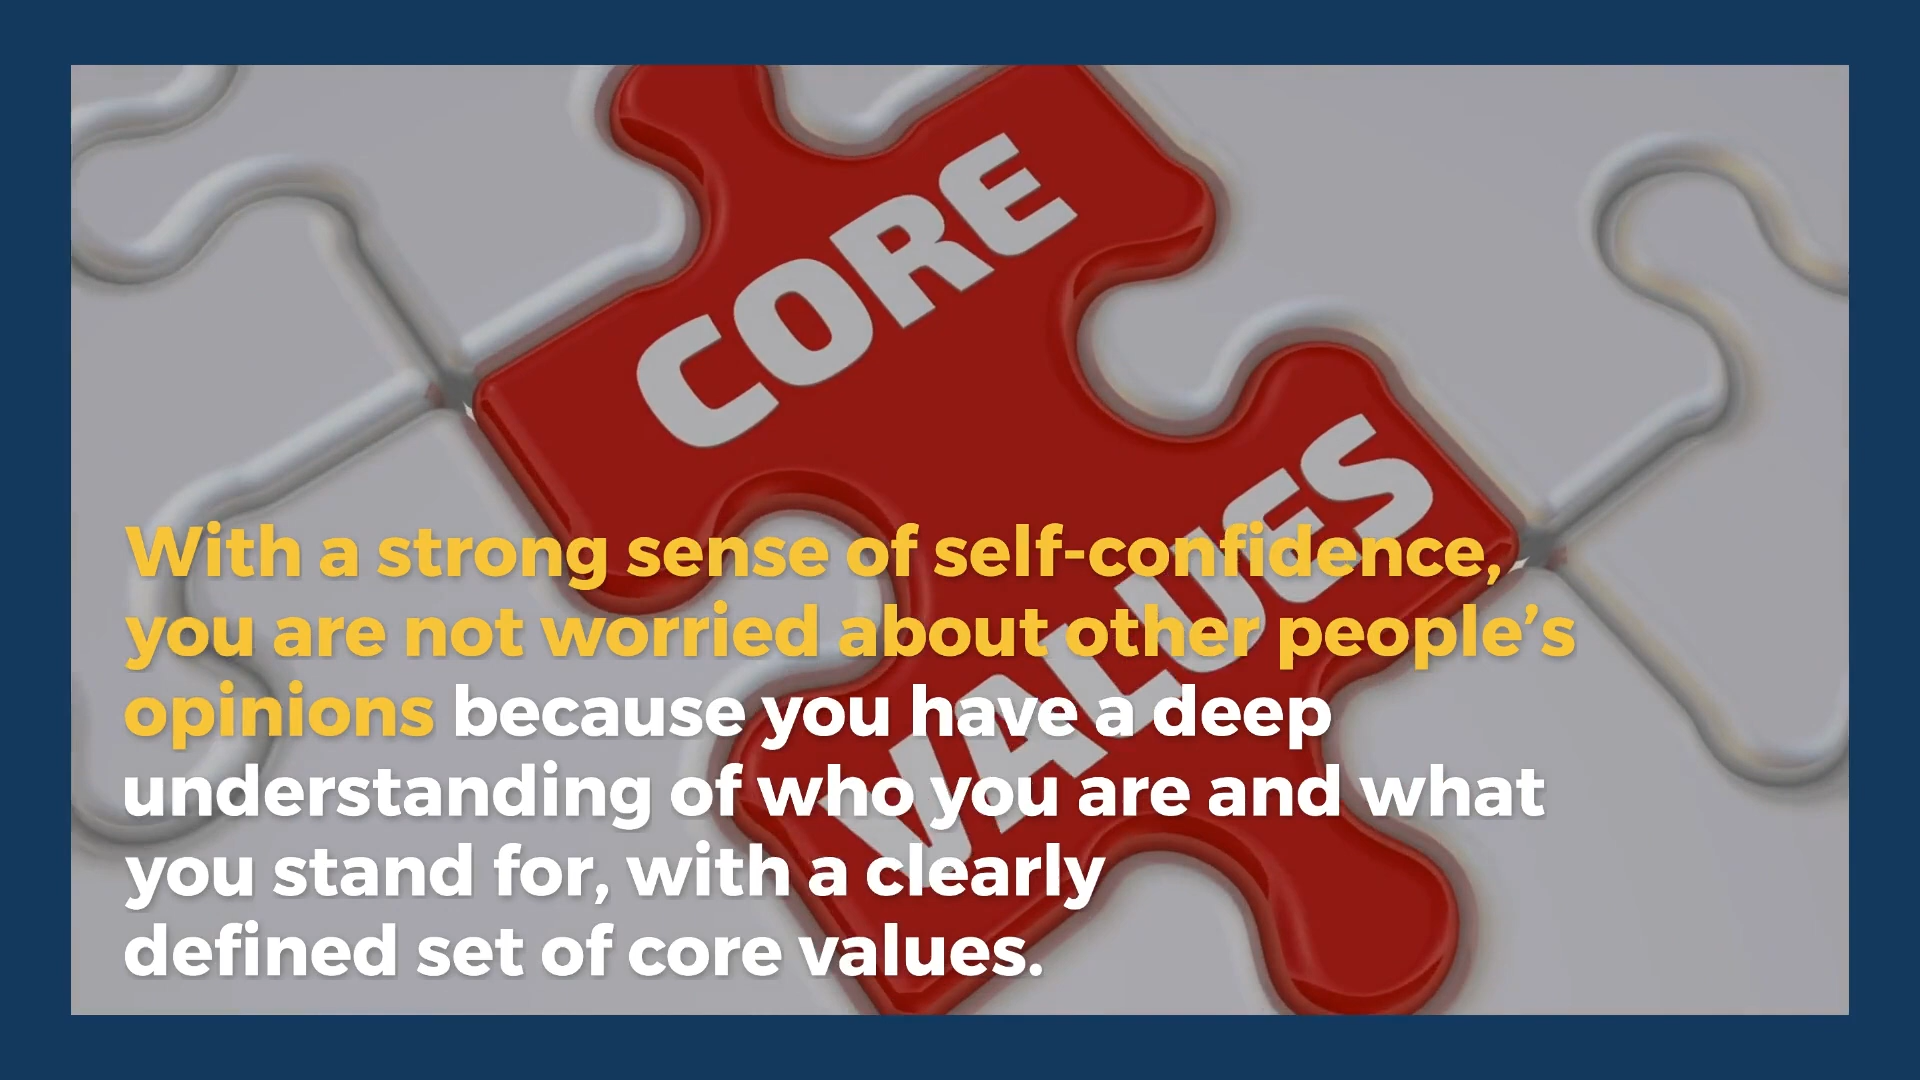 CORE
VALUES
With a strong sense of self-confidence,
you are not worried about other people’s
opinions because you have a deep
understanding of who you are and what
you stand for, with a clearly
defined set of core values.